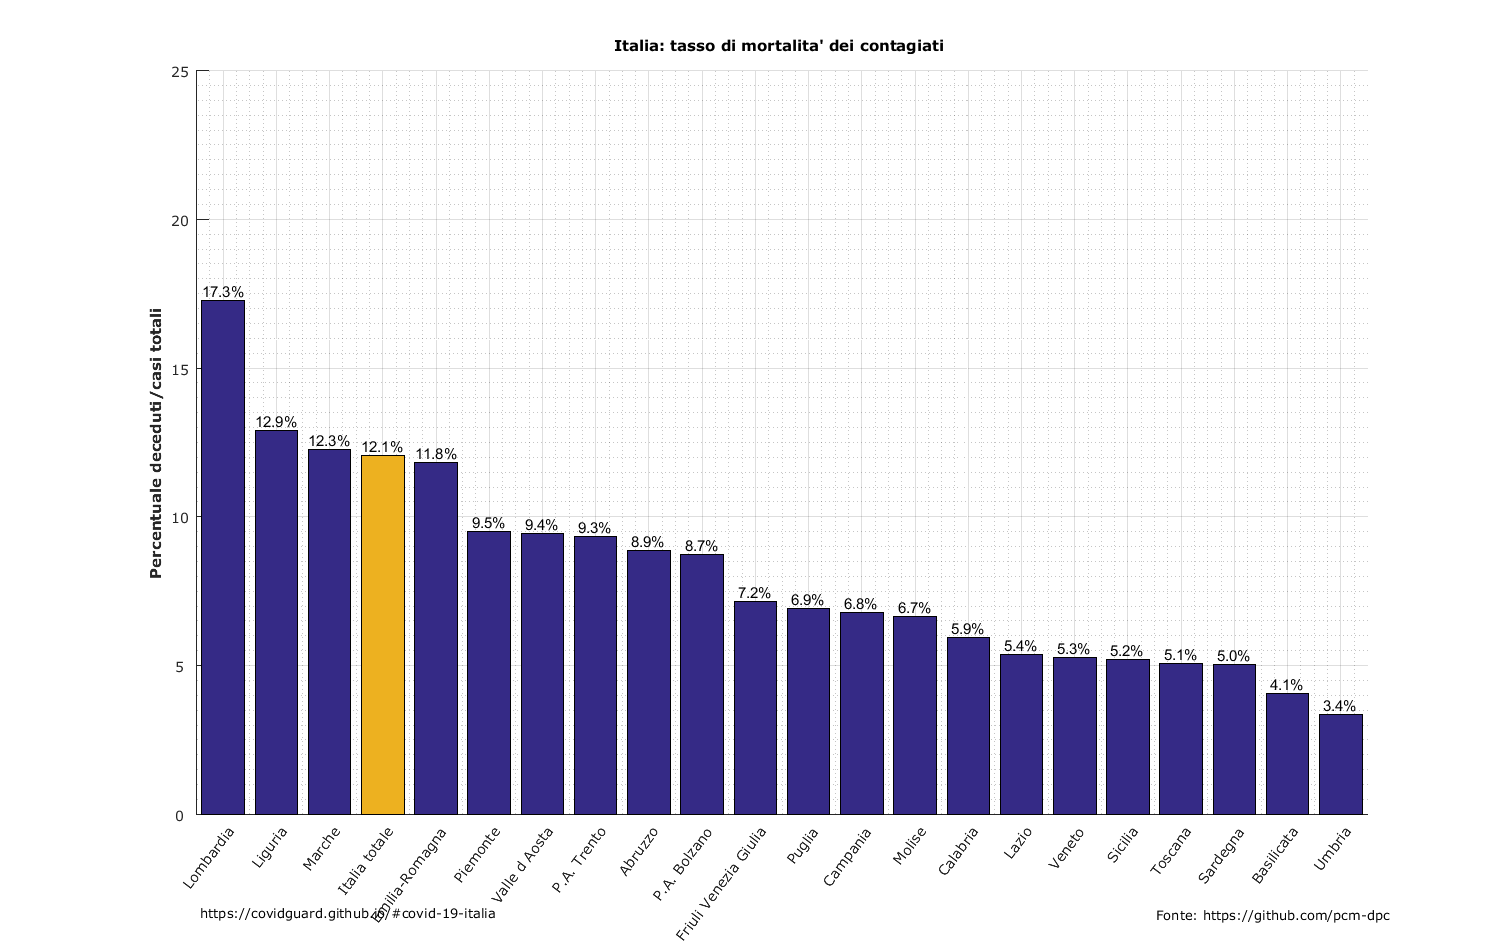 Italia: tasso di mortalita' dei contagiati
Percentuale deceduti/casi totali
25
20
15
10
5
0
17.3%
12.9%
12.3%
12.1%
11.8%
9.5%
9.4%
9.3%
8.9%
8.7%
7.2%
6.9%
6.8%
6.7%
5.9%
5.4%
5.3%
5.2%
5.1%
5.0%
4.1%
3.4%
Lombardia
Liguria
Marche
Italia totale
Emilia-Romagna
Piemonte
Valle d Aosta
P.A. Trento
Abruzzo
P.A. Bolzano
Friuli Venezia Giulia
Puglia
Campania
Molise
Calabria
Lazio
Veneto
Sicilia
Toscana
Sardegna
Basilicata
Umbria
https://covidguard.github.io/#covid-19-italia
Fonte: https://github.com/pcm-dpc